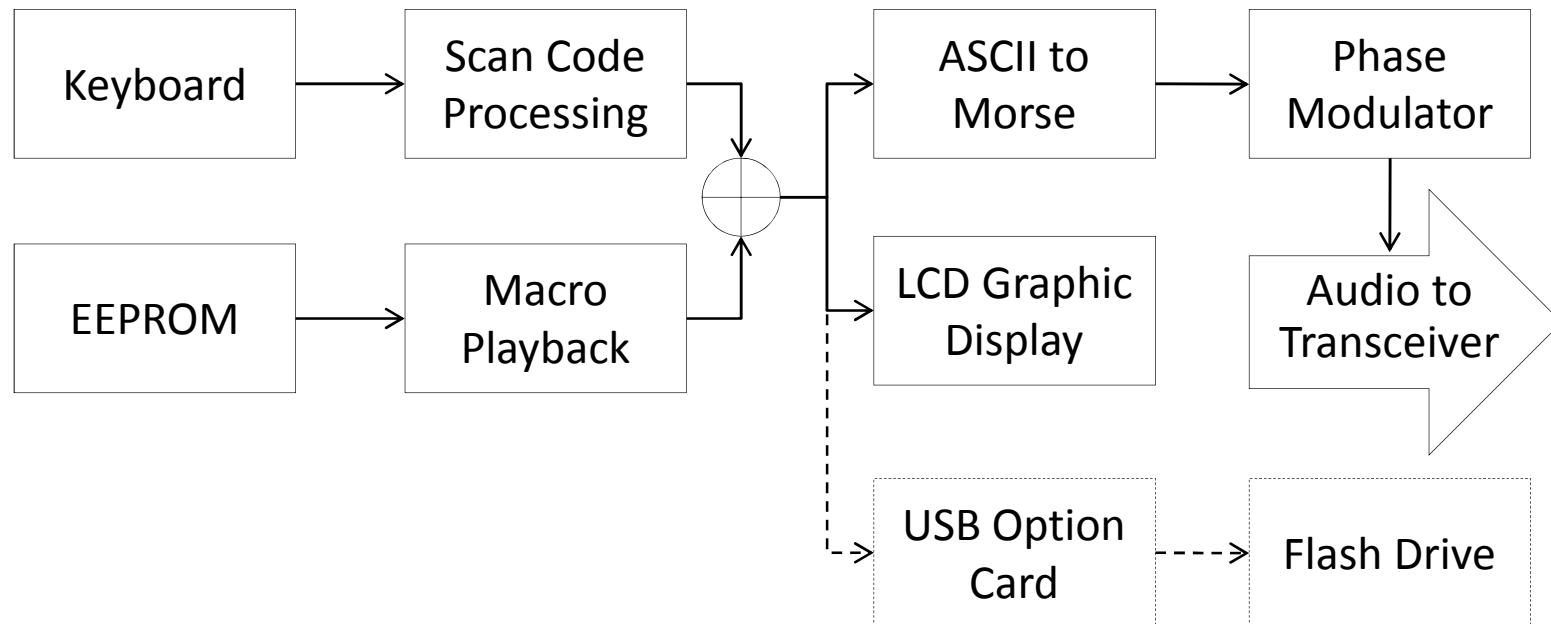 Keyboard
Scan Code
Processing
ASCII to
Morse
Phase
Modulator
EEPROM
Macro
Playback
LCD Graphic
Display
Audio to
Transceiver
USB Option
Card
Flash Drive